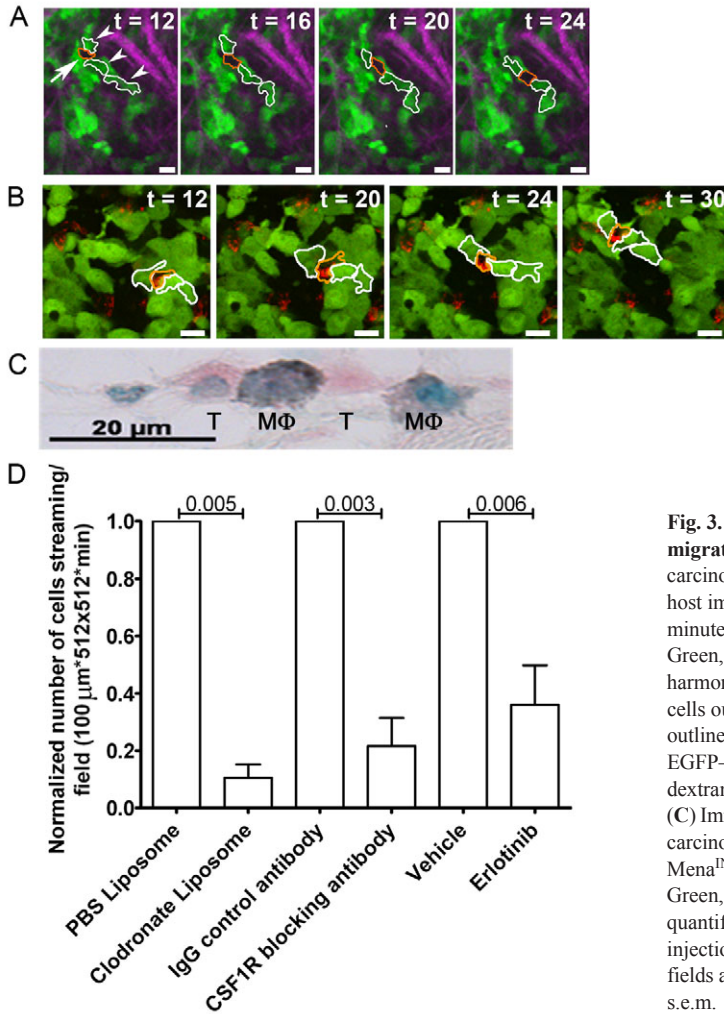 A
t = 12
t = 16
t = 20
t = 24
B
t = 12
t = 20
t = 24
t = 30
C
20 µm
T
MΦ
T
MΦ
D
Normalized number of cells streaming/
field (100 µm*512x512*min)
1.0
0.8
0.6
0.4
0.2
0.0
0.005
0.003
0.006
PBS Liposome
Clodronate Liposome
IgG control antibody
CSF1R blocking antibody
Vehicle
Erlotinib
Fig. 3.
migrat
carcino
host im
minute
Green,
harmor
cells ou
outline
EGFP–
dextran
(C) Im
carcino
Mena^IN
Green,
quantif
injection
fields a
s.e.m.